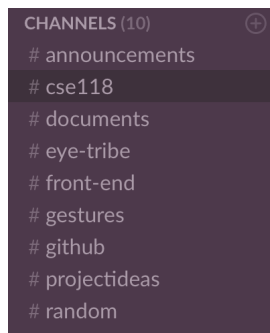 CHANNELS (10)
# announcements
# cse118
# documents
# eye-tribe
# front-end
# gestures
# github
# projectideas
# random